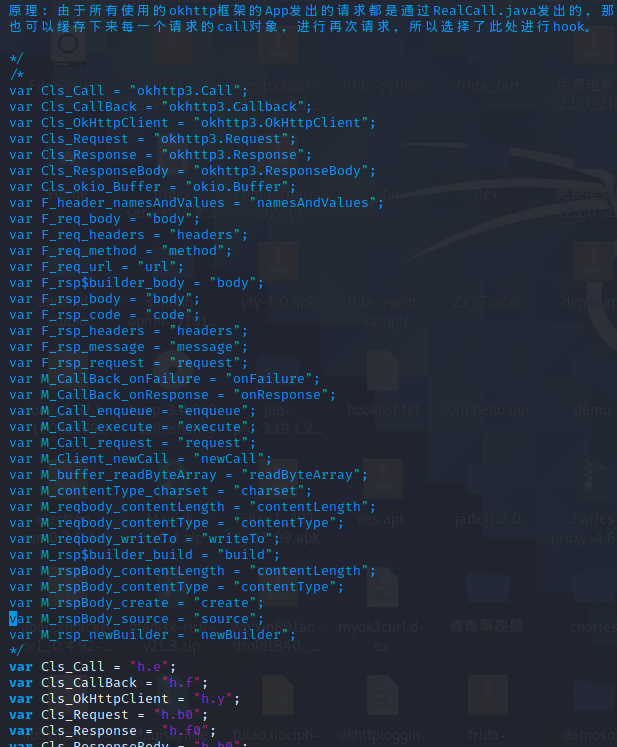 原理: 由于所有使用的okhttp框架的App发出的请求都是通过RealCall.java发出的, 那
也可以缓存下来每一个请求的call对象, 进行再次请求, 所以选择了此处进行hook。
*/
/*
var Cls_Call = "okhttp3.Call";
var Cls_CallBack = "okhttp3.Callback";
var Cls_OkHttpClient = "okhttp3.OkHttpClient";
var Cls_Request = "okhttp3.Request";
var Cls_Response = "okhttp3.Response";
var Cls_ResponseBody = "okhttp3.ResponseBody";
var Cls_okio_Buffer = "okio.Buffer";
var F_header_namesAndValues = "namesAndValues";
var F_req_body = "body";
var F_req_headers = "headers";
var F_req_method = "method";
var F_req_url = "url";
var F_rsp$builder_body = "body";
var F_rsp_body = "body";
var F_rsp_code = "code";
var F_rsp_headers = "headers";
var F_rsp_message = "message";
var F_rsp_request = "request";
var M_CallBack_onFailure = "onFailure";
var M_CallBack_onResponse = "onResponse";
var M_Call_enqueue = "enqueue";
var M_Call_execute = "execute";
var M_Call_request = "request";
var M_Client_newCall = "newCall";
var M_buffer_readByteArray = "readByteArray";
var M_contentType_charset = "charset";
var M_reqbody_contentLength = "contentLength";
var M_reqbody_contentType = "contentType";
var M_reqbody_writeTo = "writeTo";
var M_rsp$builder_build = "build";
var M_rspBody_contentLength = "contentLength";
var M_rspBody_contentType = "contentType";
var M_rspBody_create = "create";
var M_rspBody_source = "source";
var M_rsp_newBuilder = "newBuilder";
*/
var Cls_Call = "h.e";
var Cls_CallBack = "h.f";
var Cls_OkHttpClient = "h.y";
var Cls_Request = "h.b0";
var Cls_Response = "h.f0";
var Cls_ResponseBody = "h.h0";